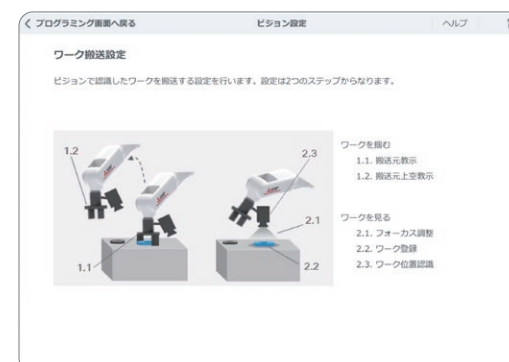 < プログラミング画面へ戻る
ビジョン設定
ヘルプ
ワーク搬送設定
ビジョンで認識したワークを搬送する設定を行います。設定は2つのステップからなります。
1.2
1.1
2.3
2.1
2.2
ワークを掴む
1.1. 搬送元教示
1.2. 搬送元上空教示
ワークを見る
2.1. フォーカス調整
2.2. ワーク登録
2.3. ワーク位置認識